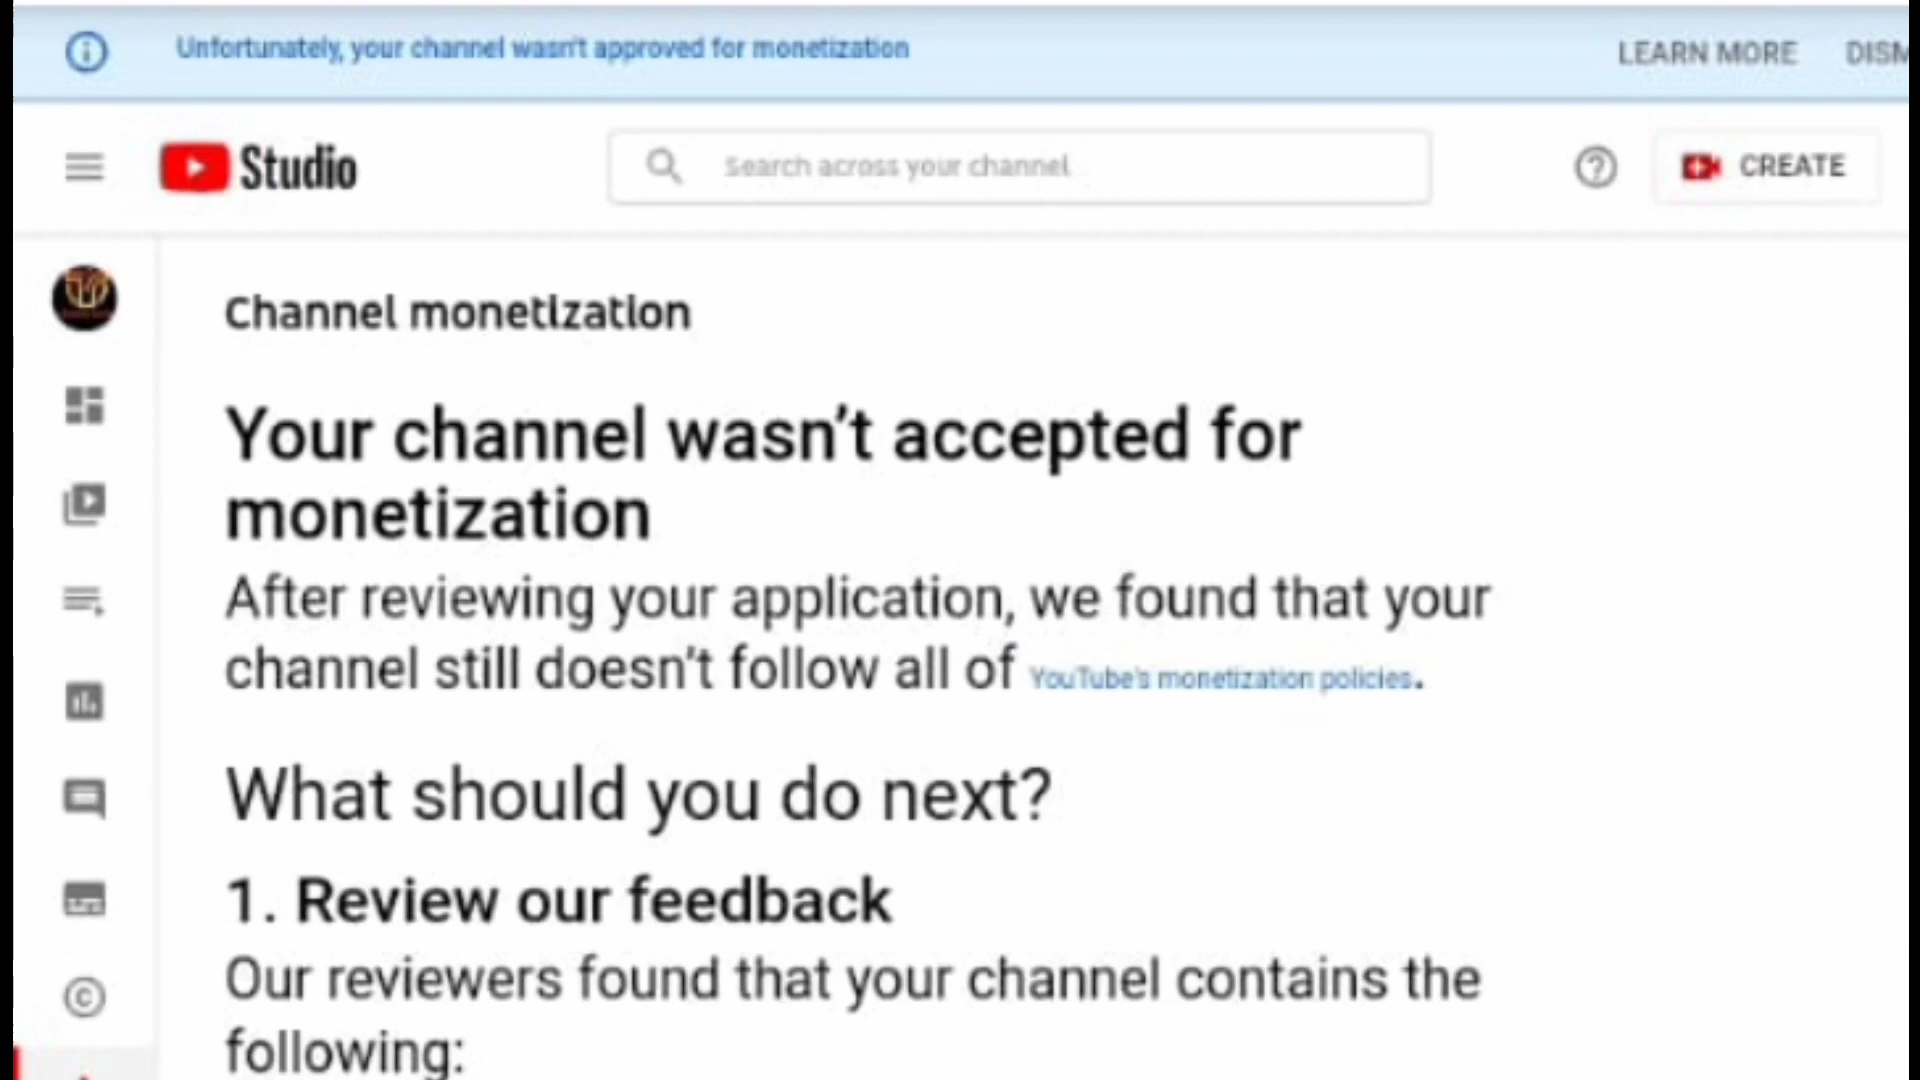 Unfortunately, your channel wasn't approved for monetization
LEARN MORE
DISM
Studio
Search across your channel
CREATE
Channel monetization
Your channel wasn't accepted for
monetization
After reviewing your application, we found that your
channel still doesn't follow all of YouTube's monetization policies.
What should you do next?
1. Review our feedback
Our reviewers found that your channel contains the
following: